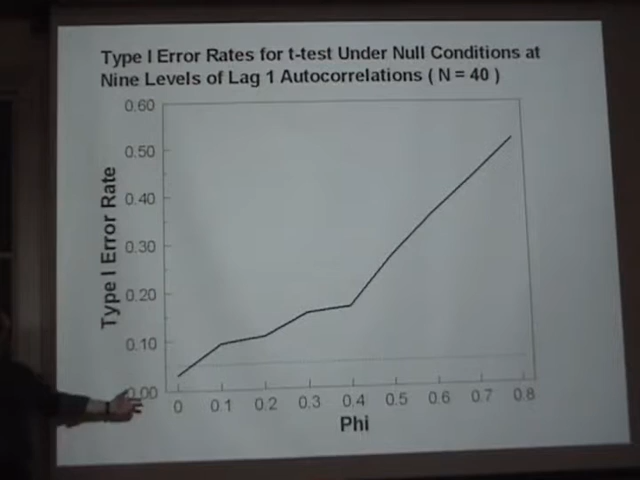 Type I Error Rates for t-test Under Null Conditions at
Nine Levels of Lag 1 Autocorrelations ( N = 40 )
0.60
0.50
0.40
0.30
0.20
0.10
0.00
Type I Error Rate
0 0.1 0.2 0.3 0.4 0.5 0.6 0.7 0.8
Phi